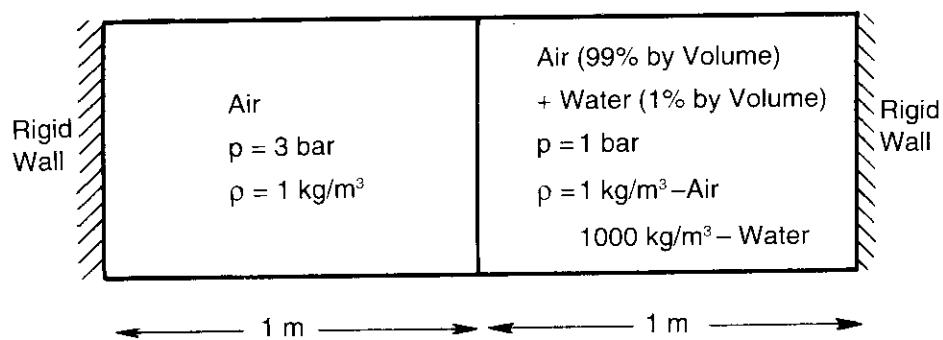 Rigid
Wall
Air
p = 3 bar
ρ = 1 kg/m³
Air (99% by Volume)
+ Water (1% by Volume)
p = 1 bar
ρ = 1 kg/m³–Air
1000 kg/m³– Water
Rigid
Wall
1 m
1 m